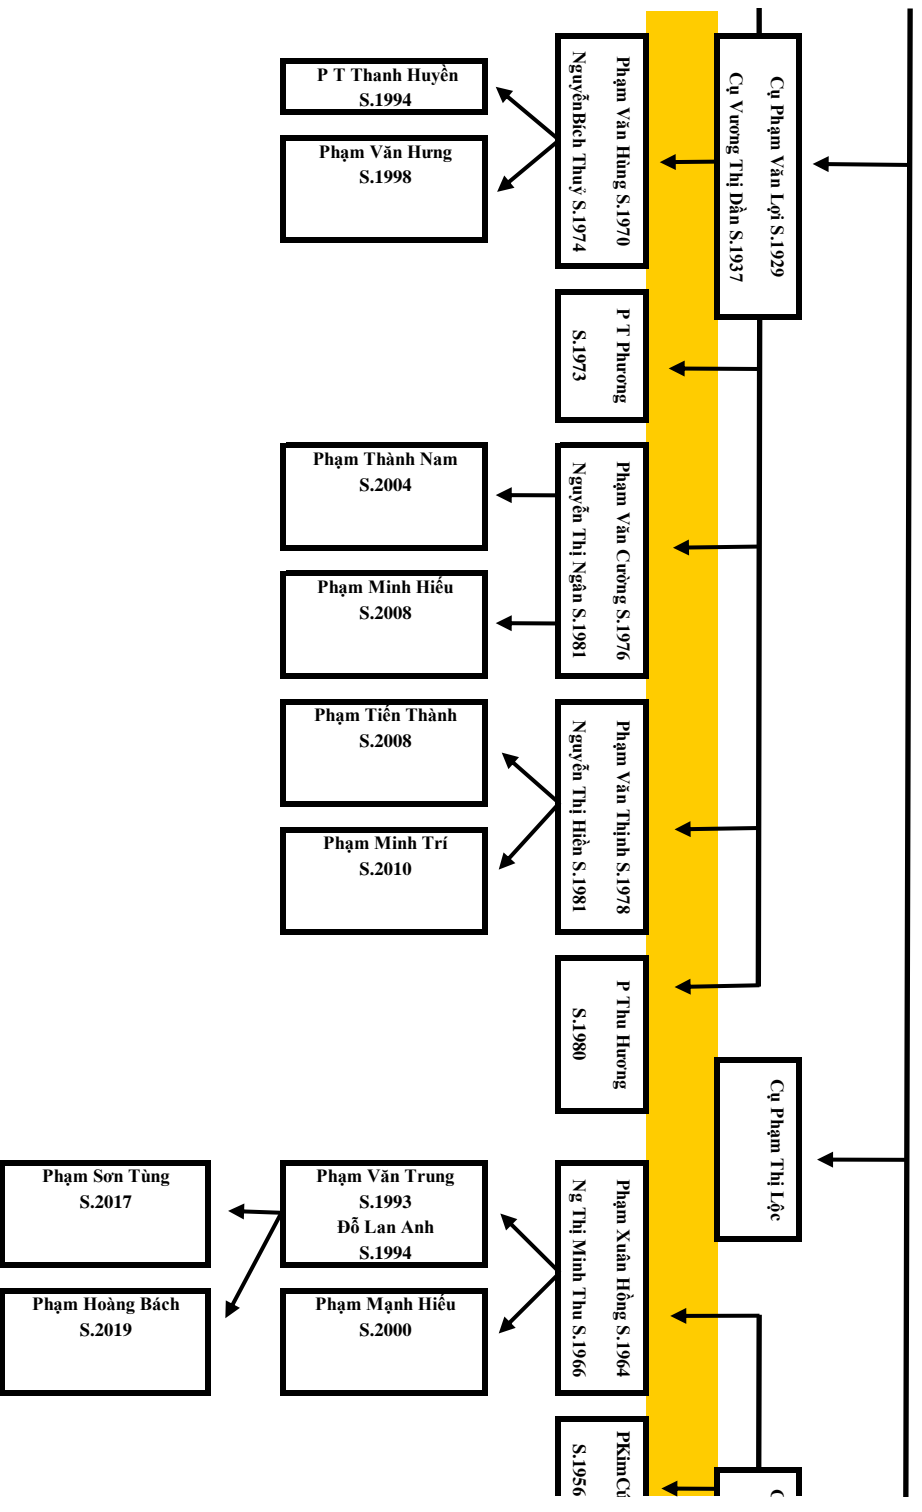 Cụ Phạm Văn Lợi S.1929
Cụ Vương Thị Dần S.1937
Phạm Văn Hùng S.1970
NguyễnBích Thuỷ S.1974
P T Thanh Huyền
S.1994
Phạm Văn Hưng
S.1998
P T Phương
S.1973
Phạm Văn Cường S.1976
Nguyễn Thị Ngân S.1981
Phạm Thành Nam
S.2004
Phạm Minh Hiếu
S.2008
Phạm Văn Thịnh S.1978
Nguyễn Thị Hiền S.1981
Phạm Tiến Thành
S.2008
Phạm Minh Trí
S.2010
P Thu Hương
S.1980
Cụ Phạm Thị Lộc
Phạm Xuân Hồng S.1964
Ng Thị Minh Thu S.1966
Phạm Văn Trung
S.1993
Đỗ Lan Anh
S.1994
Phạm Sơn Tùng
S.2017
Phạm Hoàng Bách
S.2019
Phạm Mạnh Hiếu
S.2000
PKimCú
S.1956